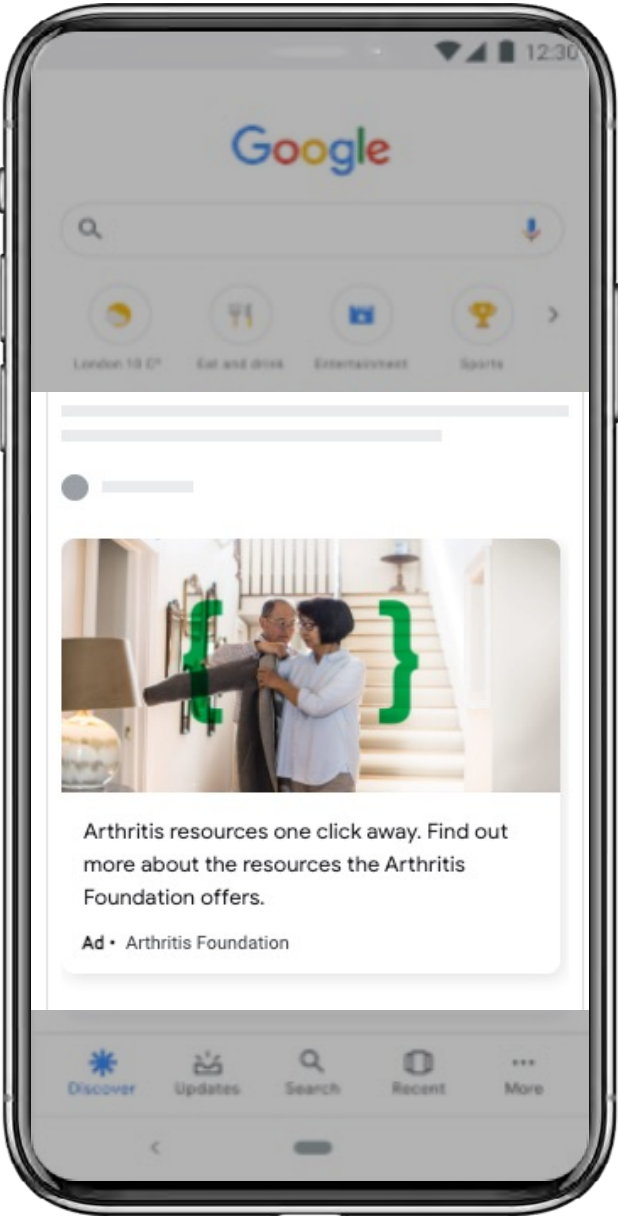 12:30
Google
London 10 C°
Eat and drink
Entertainment
Sports
{ }
Arthritis resources one click away. Find out
more about the resources the Arthritis
Foundation offers.
Ad • Arthritis Foundation
Discover
Updates
Search
Recent
More